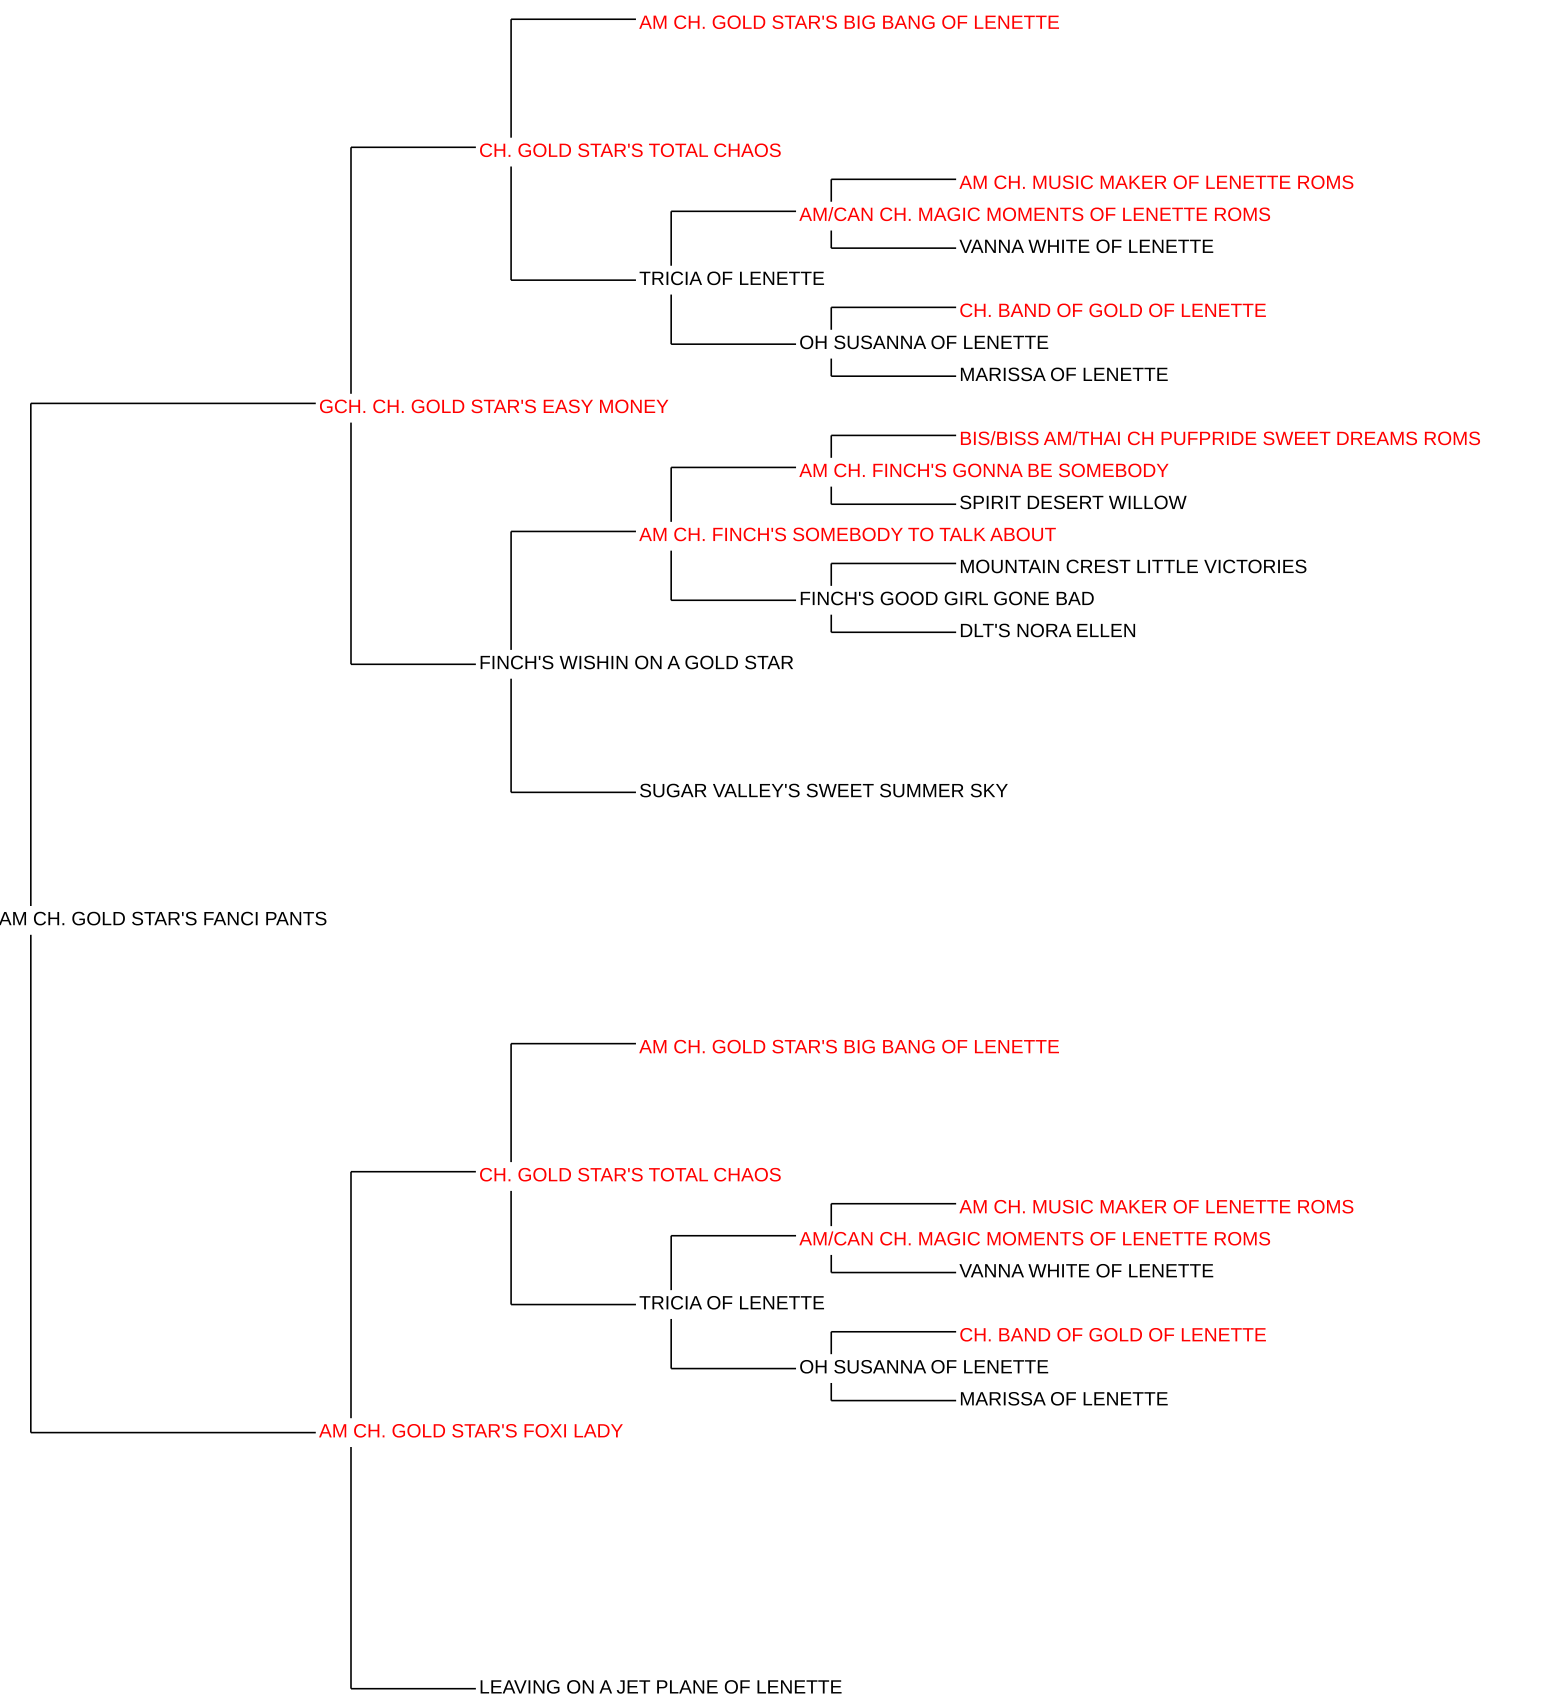 AM CH. GOLD STAR'S BIG BANG OF LENETTE
CH. GOLD STAR'S TOTAL CHAOS
AM CH. MUSIC MAKER OF LENETTE ROMS
AM/CAN CH. MAGIC MOMENTS OF LENETTE ROMS
VANNA WHITE OF LENETTE
TRICIA OF LENETTE
CH. BAND OF GOLD OF LENETTE
OH SUSANNA OF LENETTE
MARISSA OF LENETTE
GCH. CH. GOLD STAR'S EASY MONEY
BIS/BISS AM/THAI CH PUFPRIDE SWEET DREAMS ROMS
AM CH. FINCH'S GONNA BE SOMEBODY
SPIRIT DESERT WILLOW
AM CH. FINCH'S SOMEBODY TO TALK ABOUT
MOUNTAIN CREST LITTLE VICTORIES
FINCH'S GOOD GIRL GONE BAD
DLT'S NORA ELLEN
FINCH'S WISHIN ON A GOLD STAR
SUGAR VALLEY'S SWEET SUMMER SKY
AM CH. GOLD STAR'S FANCI PANTS
AM CH. GOLD STAR'S BIG BANG OF LENETTE
CH. GOLD STAR'S TOTAL CHAOS
AM CH. MUSIC MAKER OF LENETTE ROMS
AM/CAN CH. MAGIC MOMENTS OF LENETTE ROMS
VANNA WHITE OF LENETTE
TRICIA OF LENETTE
CH. BAND OF GOLD OF LENETTE
OH SUSANNA OF LENETTE
MARISSA OF LENETTE
AM CH. GOLD STAR'S FOXI LADY
LEAVING ON A JET PLANE OF LENETTE